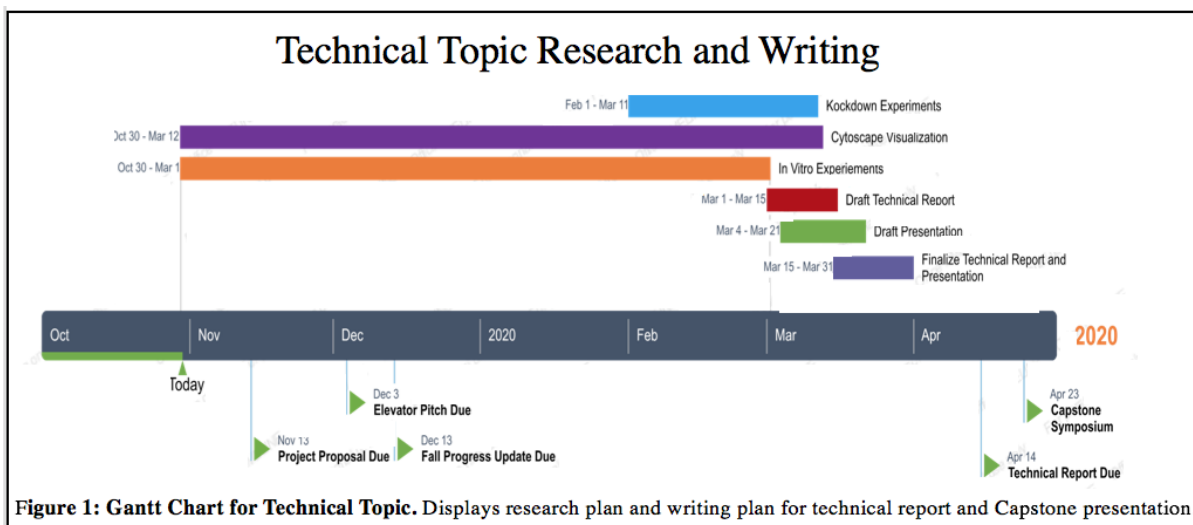 Technical Topic Research and Writing
Feb 1 - Mar 11 Kockdown Experiments
Oct 30 - Mar 12 Cytoscape Visualization
Oct 30 - Mar 1 In Vitro Experiements
Mar 1 - Mar 15 Draft Technical Report
Mar 4 - Mar 21 Draft Presentation
Mar 15 - Mar 31 Finalize Technical Report and
Presentation
Oct Nov Dec 2020 Feb Mar Apr 2020
Today
Dec 3
Elevator Pitch Due
Apr 23
Capstone
Symposium
Nov 13
Project Proposal Due
Dec 13
Fall Progress Update Due
Apr 14
Technical Report Due
Figure 1: Gantt Chart for Technical Topic. Displays research plan and writing plan for technical report and Capstone presentation